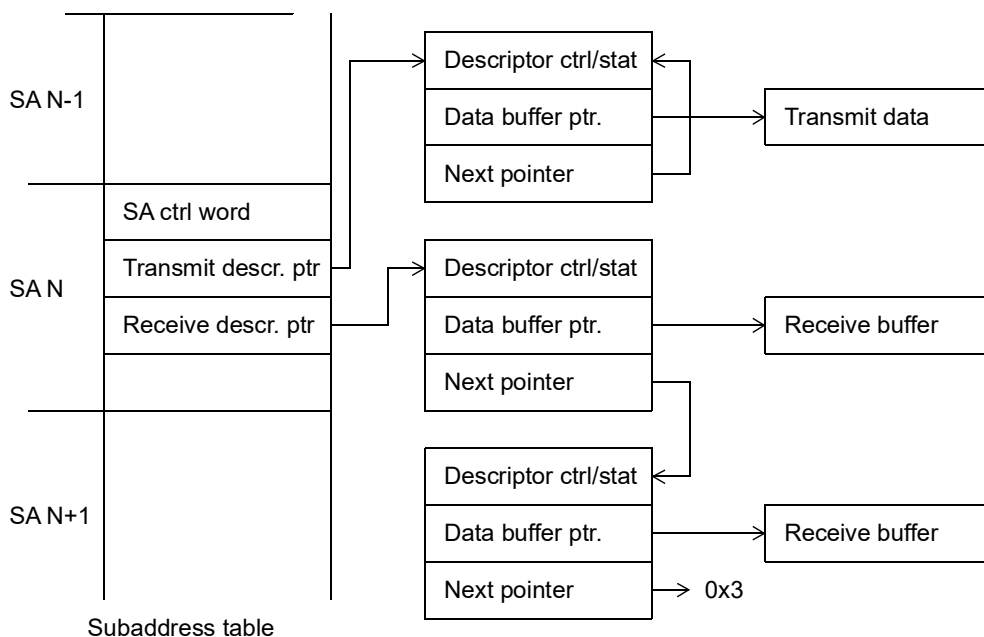 SA N-1
SA ctrl word
Transmit descr. ptr
SA N
Receive descr. ptr
SA N+1
Subaddress table
Descriptor ctrl/stat
Data buffer ptr.
Next pointer
Transmit data
Descriptor ctrl/stat
Data buffer ptr.
Next pointer
Receive buffer
Descriptor ctrl/stat
Data buffer ptr.
Next pointer
Receive buffer
0x3